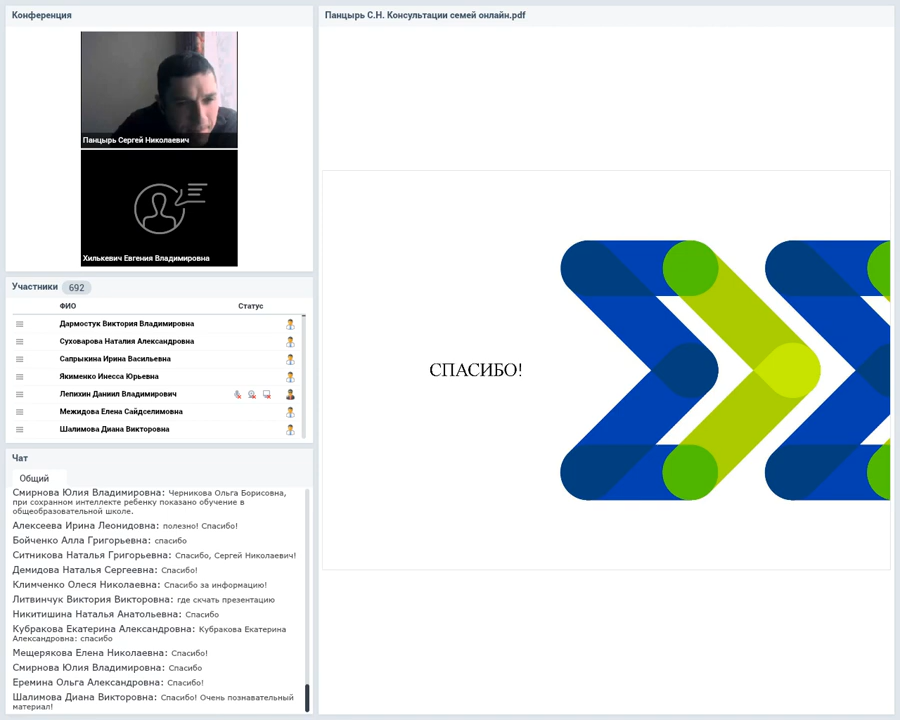 Конференция
Панцырь Сергей Николаевич
Хилькевич Евгения Владимировна
Участники 692
ФИО Статус
Дармостук Виктория Владимировна
Суховарова Наталия Александровна
Сапрыкина Ирина Васильевна
Якименко Инесса Юрьевна
Лепихин Даниил Владимирович
Межидова Елена Сайдселимовна
Шалимова Диана Викторовна
Чат
Общий
Смирнова Юлия Владимировна: Черникова Ольга Борисовна,
при сохранном интеллекте ребенку показано обучение в
общеобразовательной школе.
Алексеева Ирина Леонидовна: полезно! Спасибо!
Бойченко Алла Григорьевна: спасибо
Ситникова Наталья Григорьевна: Спасибо, Сергей Николаевич!
Демидова Наталья Сергеевна: Спасибо!
Климченко Олеся Николаевна: Спасибо за информацию!
Литвинчук Виктория Викторовна: где скчать презентацию
Никитишина Наталья Анатольевна: Спасибо
Кубракова Екатерина Александровна: Кубракова Екатерина
Александровна: спасибо
Мещерякова Елена Николаевна: Спасибо!
Смирнова Юлия Владимировна: Спасибо
Еремина Ольга Александровна: Спасибо!
Шалимова Диана Викторовна: Спасибо! Очень познавательный
материал!
Панцырь С.Н. Консультации семей онлайн.pdf
СПАСИБО!